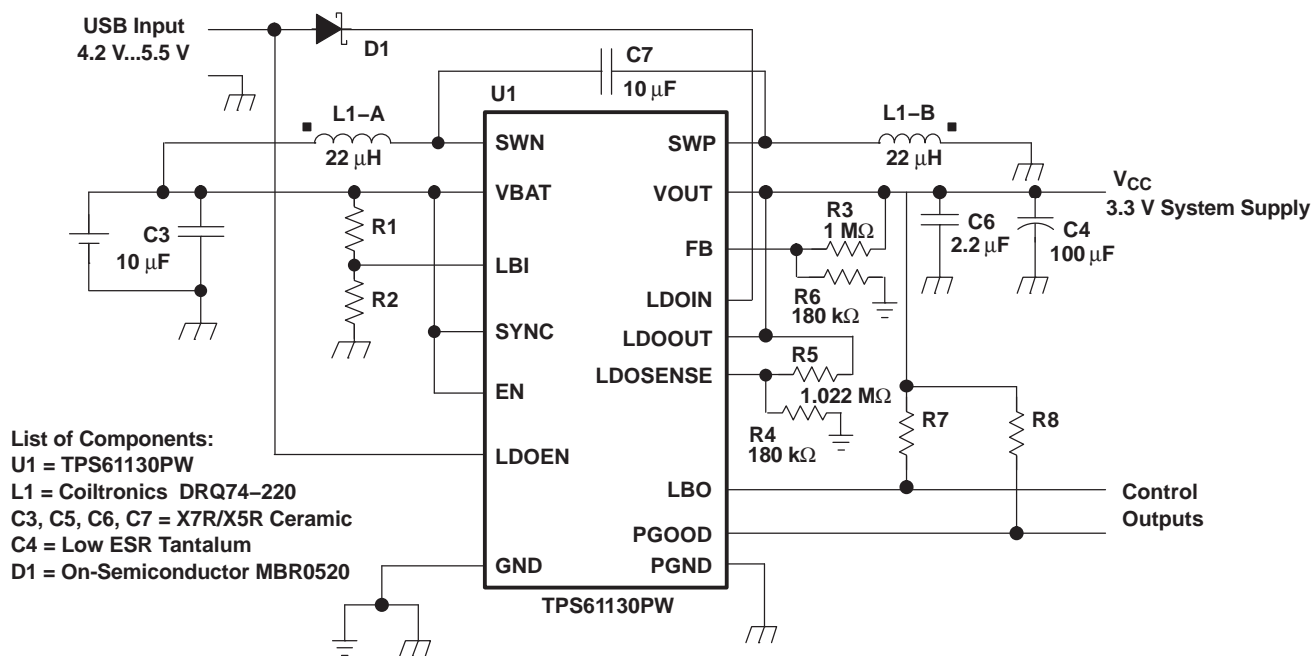 USB Input
4.2 V...5.5 V
D1
C7
10 μF
U1
L1–A
22 μH
L1–B
22 μH
SWN
SWP
VBAT
VOUT
VCC
3.3 V System Supply
C3
10 μF
R1
R3
1 MΩ
C6
2.2 μF
C4
100 μF
FB
LBI
R2
R6
180 kΩ
LDOIN
SYNC
LDOOUT
R5
1.022 MΩ
LDOSENSE
EN
R4
180 kΩ
R7
R8
LDOEN
LBO
Control
Outputs
PGOOD
GND
PGND
TPS61130PW
List of Components:
U1 = TPS61130PW
L1 = Coiltronics DRQ74–220
C3, C5, C6, C7 = X7R/X5R Ceramic
C4 = Low ESR Tantalum
D1 = On-Semiconductor MBR0520